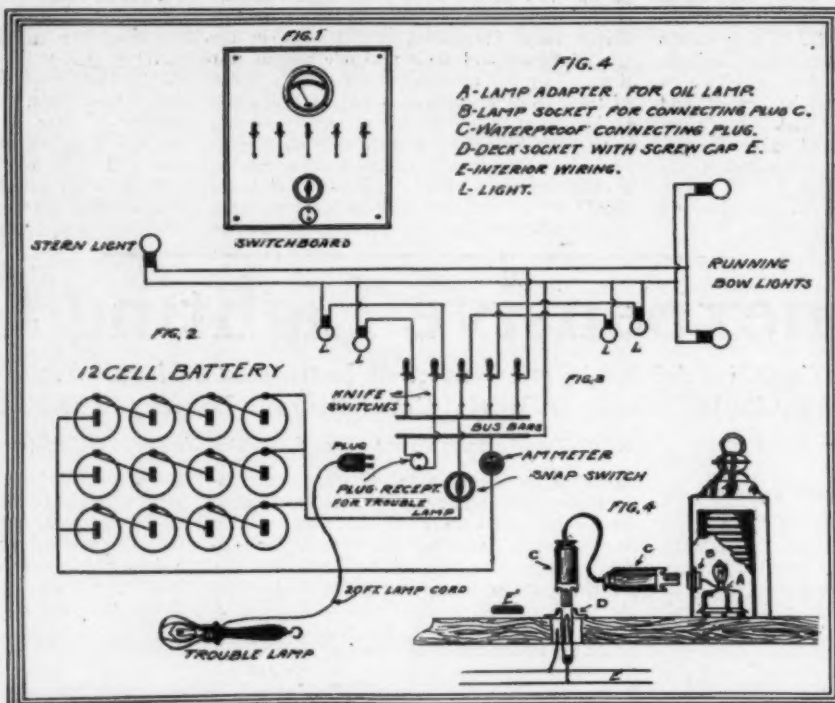 FIG. 1
SWITCHBOARD
FIG. 4
A-LAMP ADAPTER FOR OIL LAMP.
B-LAMP SOCKET FOR CONNECTING PLUG C.
C-WATERPROOF CONNECTING PLUG.
D-DECK SOCKET WITH SCREW CAP E.
E-INTERIOR WIRING.
L-LIGHT.
STERN LIGHT
RUNNING
BOW LIGHTS
L
L
L
L
FIG. 2
12 CELL BATTERY
FIG. 3
KNIFE
SWITCHES
BUS BARS
PLUG
AMMETER
PLUG RECEPT.
FOR TROUBLE
LAMP
SNAP SWITCH
FIG. 4
C
C
B
A
E
D
20 FT. LAMP CORD
TROUBLE LAMP
E